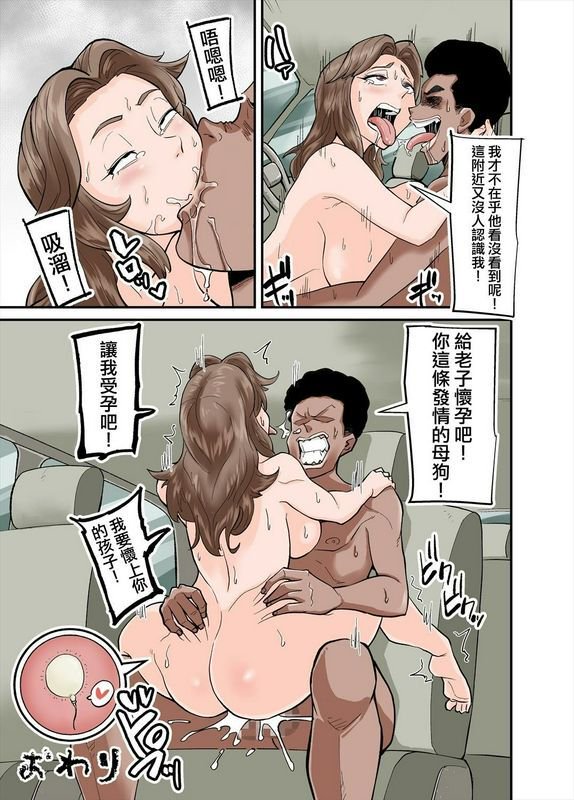 我才不在乎他看沒看到呢！
這附近又沒人認識我！
唔嗯嗯！
吸溜！
給老子懷孕吧！
你這條發情的母狗！
讓我受孕吧！
我要懷上你
的孩子！
おわり